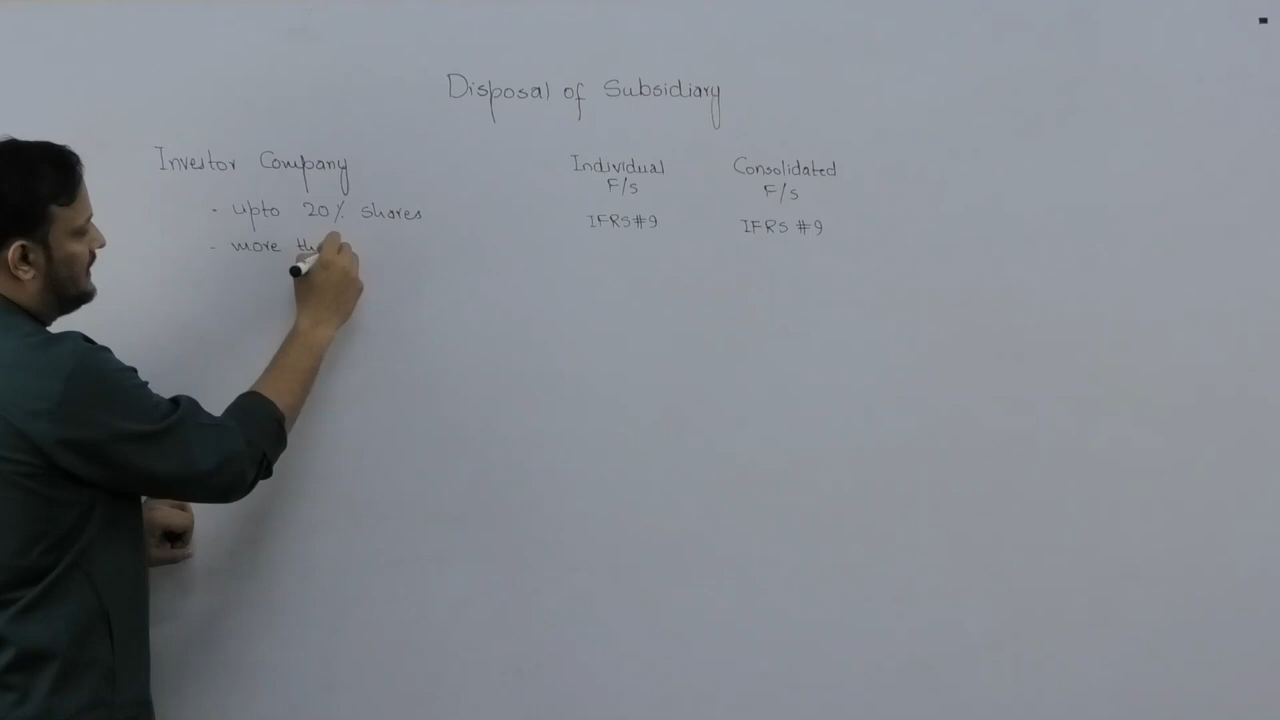 Disposal of Subsidiary
Investor Company
- upto 20% shares
- more
Individual
F/s
IFRS#9
Consolidated
F/s
IFRS #9